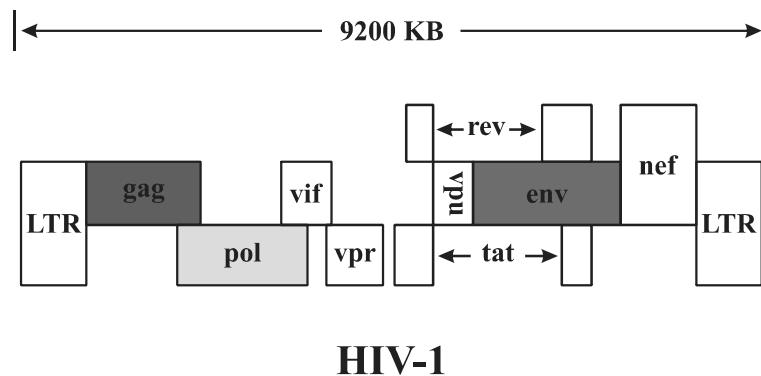 9200 KB
rev
gag
vif
vpu
env
nef
LTR
LTR
pol
vpr
tat
HIV-1